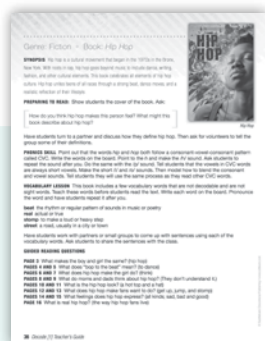 Genre: Fiction • Book: Hip Hop
HIP
HOP
Hip Hop
SYNOPSIS Hip hop is a cultural movement that began in the 1970s in the Bronx,
New York. With roots in rap, hip hop goes beyond music to include dance, writing,
fashion, and other cultural elements. This book celebrates all elements of hip hop
culture. Hip hop unites fans of all races through a driving beat, dance moves, and a
realistic reflection of their lifestyle.
PREPARING TO READ: Show students the cover of the book. Ask:
How do you think hip hop makes this person feel? What might this
book describe about hip hop?
Have students turn to a partner and discuss how they define hip hop. Then ask for volunteers to tell the
group some of their definitions.
PHONICS SKILL Point out that the words hip and hop both follow a consonant-vowel-consonant pattern
called CVC. Write the words on the board. Point to the h and make the /h/ sound. Ask students to
repeat the sound after you. Do the same with the /p/ sound. Tell students that the vowels in CVC words
are always short vowels. Make the short /i/ and /o/ sounds. Then model how to blend the consonant
and vowel sounds. Tell students they will use the same process as they read other CVC words.
VOCABULARY LESSON This book includes a few vocabulary words that are not decodable and are not
sight words. Teach these words before students read the text. Write each word on the board. Pronounce
the word and have students repeat it after you.
beat the rhythm or regular pattern of sounds in music or poetry
real actual or true
stomp to make a loud or heavy step
street a road, usually in a city or town
Have students work with partners or small groups to come up with sentences using each of the
vocabulary words. Ask students to share the sentences with the class.
GUIDED READING QUESTIONS
PAGE 3 What makes the boy and girl the same? (hip hop)
PAGES 4 AND 5 What does "bop to the beat" mean? (to dance)
PAGES 6 AND 7 What does hip hop make the girl do? (think)
PAGES 8 AND 9 What do moms and dads think about hip hop? (They don't understand it.)
PAGES 10 AND 11 What is the hip hop look? (a hot top and a hat)
PAGES 12 AND 13 What does hip hop make fans want to do? (get up, jump, and stomp)
PAGES 14 AND 15 What feelings does hip hop express? (all kinds; sad, bad and good)
PAGE 16 What is real hip hop? (the way hip hop fans live)
36 Decode It! Teacher's Guide